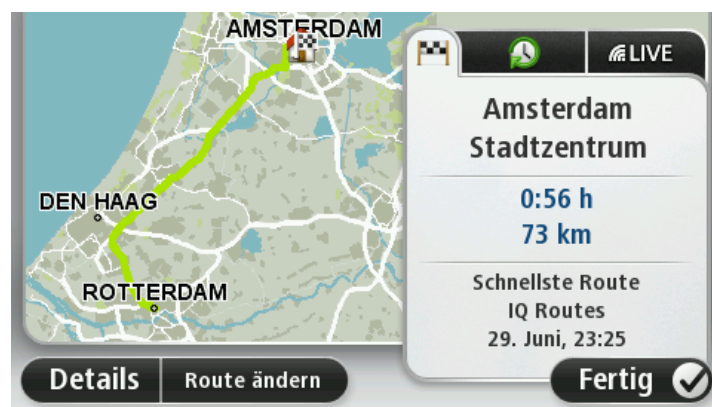 AMSTERDAM
DEN HAAG
ROTTERDAM
LIVE
Amsterdam
Stadtzentrum
0:56 h
73 km
Schnellste Route
IQ Routes
29. Juni, 23:25
Details
Route ändern
Fertig